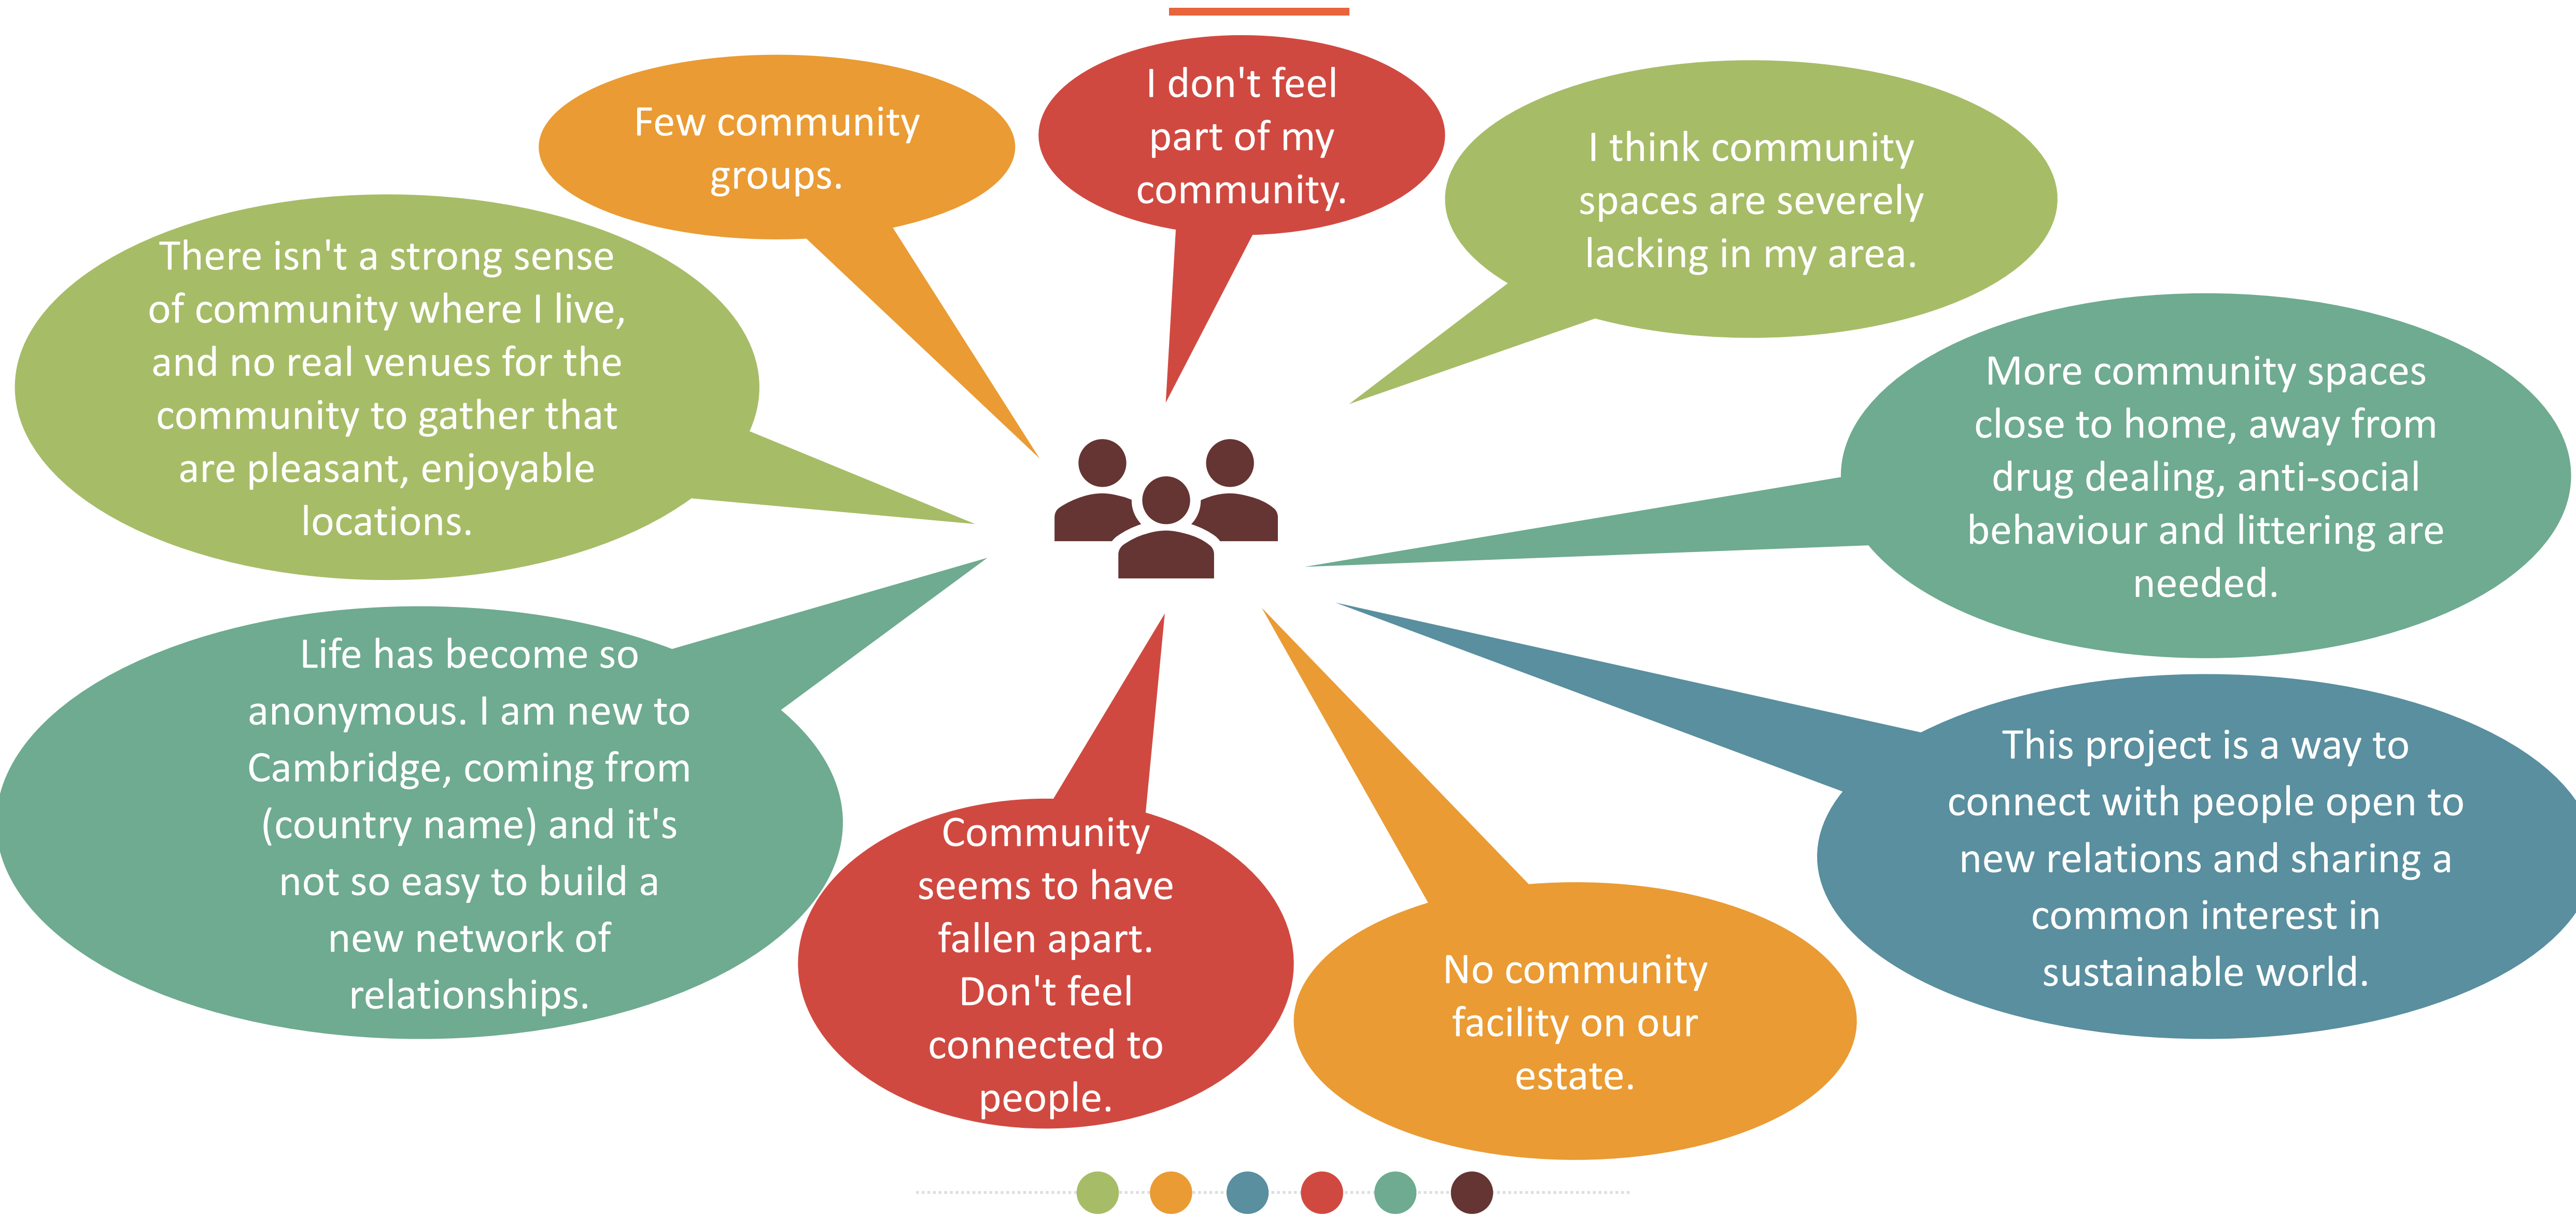 Few community
groups.
I don't feel
part of my
community.
I think community
spaces are severely
lacking in my area.
There isn't a strong sense
of community where I live,
and no real venues for the
community to gather that
are pleasant, enjoyable
locations.
More community spaces
close to home, away from
drug dealing, anti-social
behaviour and littering are
needed.
Life has become so
anonymous. I am new to
Cambridge, coming from
(country name) and it's
not so easy to build a
new network of
relationships.
Community
seems to have
fallen apart.
Don't feel
connected to
people.
No community
facility on our
estate.
This project is a way to
connect with people open to
new relations and sharing a
common interest in
sustainable world.